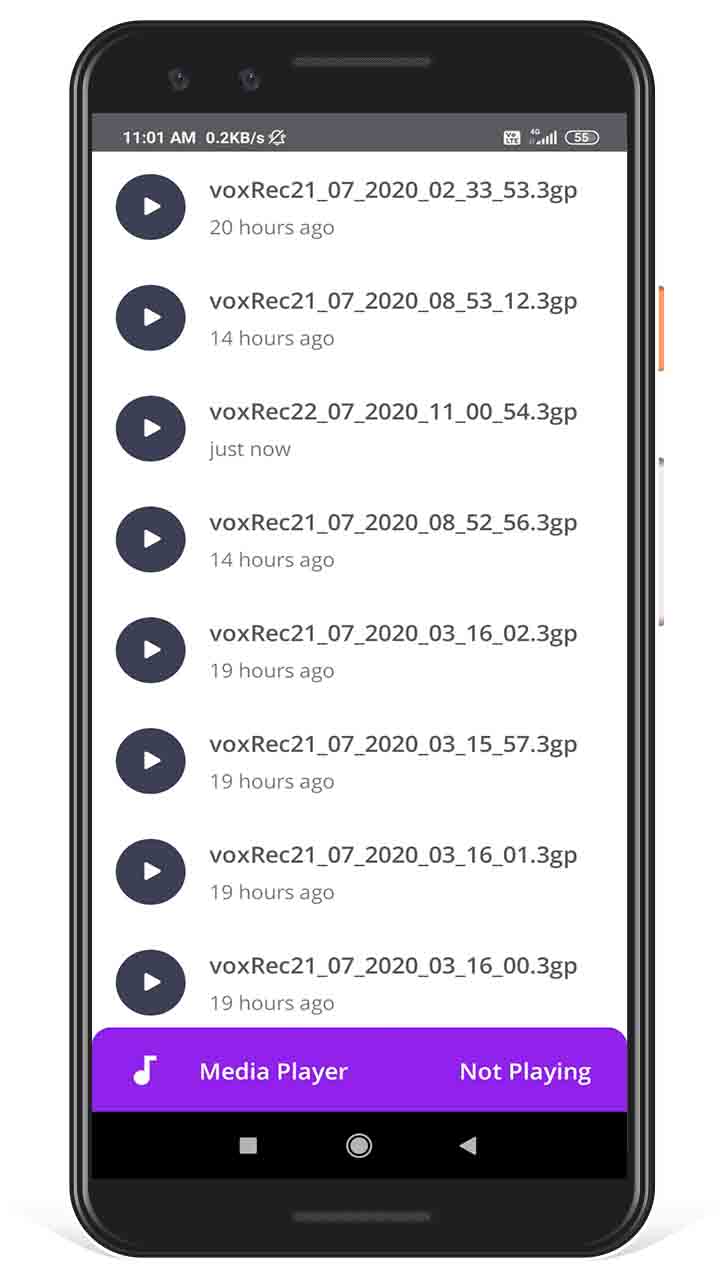 11:01 AM 0.2KB/s
Vo LTE 4G 55
voxRec21_07_2020_02_33_53.3gp
20 hours ago
voxRec21_07_2020_08_53_12.3gp
14 hours ago
voxRec22_07_2020_11_00_54.3gp
just now
voxRec21_07_2020_08_52_56.3gp
14 hours ago
voxRec21_07_2020_03_16_02.3gp
19 hours ago
voxRec21_07_2020_03_15_57.3gp
19 hours ago
voxRec21_07_2020_03_16_01.3gp
19 hours ago
voxRec21_07_2020_03_16_00.3gp
19 hours ago
Media Player
Not Playing